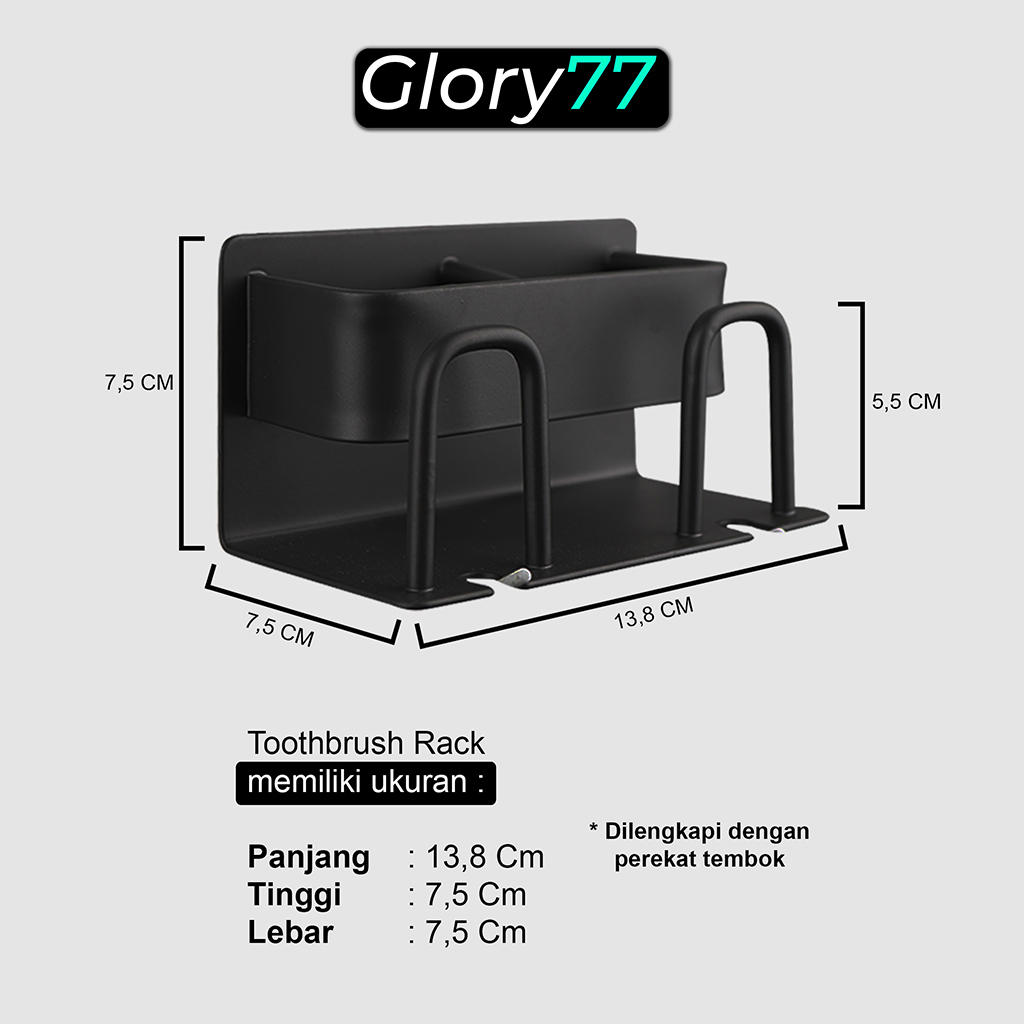 Glory77
7,5 CM
5,5 CM
7,5 CM
13,8 CM
Toothbrush Rack
memiliki ukuran :
* Dilengkapi dengan
perekat tembok
Panjang : 13,8 Cm
Tinggi : 7,5 Cm
Lebar : 7,5 Cm